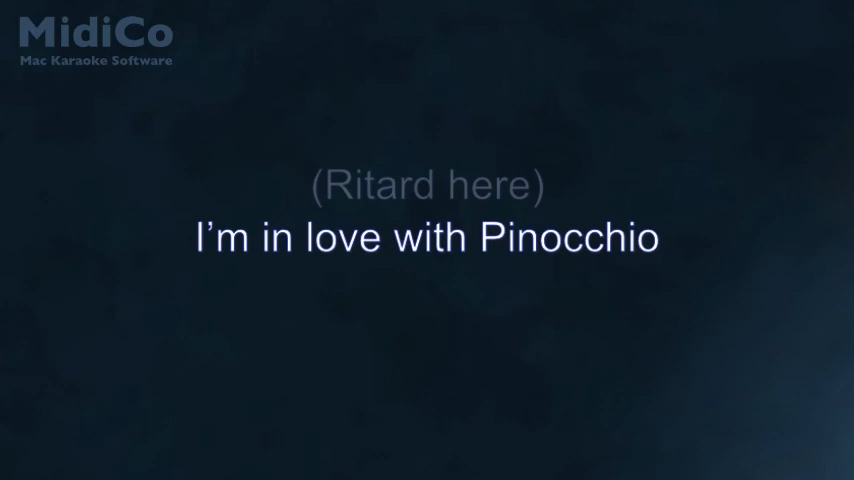 MidiCo
Mac Karaoke Software
(Ritard here)
I’m in love with Pinocchio